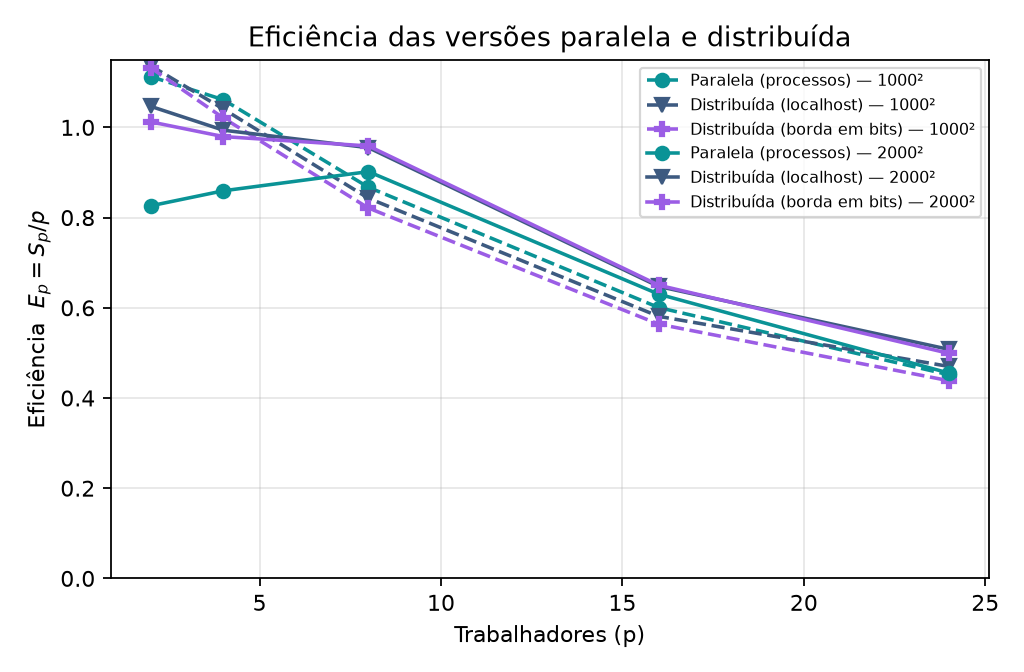 Eficiência das versões paralela e distribuída
Paralela (processos) — 1000²
Distribuída (localhost) — 1000²
Distribuída (borda em bits) — 1000²
Paralela (processos) — 2000²
Distribuída (localhost) — 2000²
Distribuída (borda em bits) — 2000²
Eficiência Eₚ = Sₚ/p
1.0
0.8
0.6
0.4
0.2
0.0
5 10 15 20 25
Trabalhadores (p)